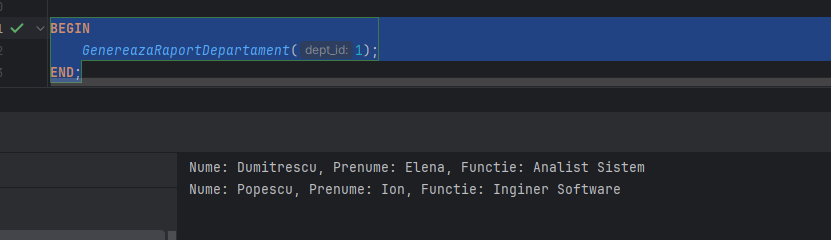 BEGIN
GenereazaRaportDepartament( dept_id: 1);
END;
Nume: Dumitrescu, Prenume: Elena, Functie: Analist Sistem
Nume: Popescu, Prenume: Ion, Functie: Inginer Software